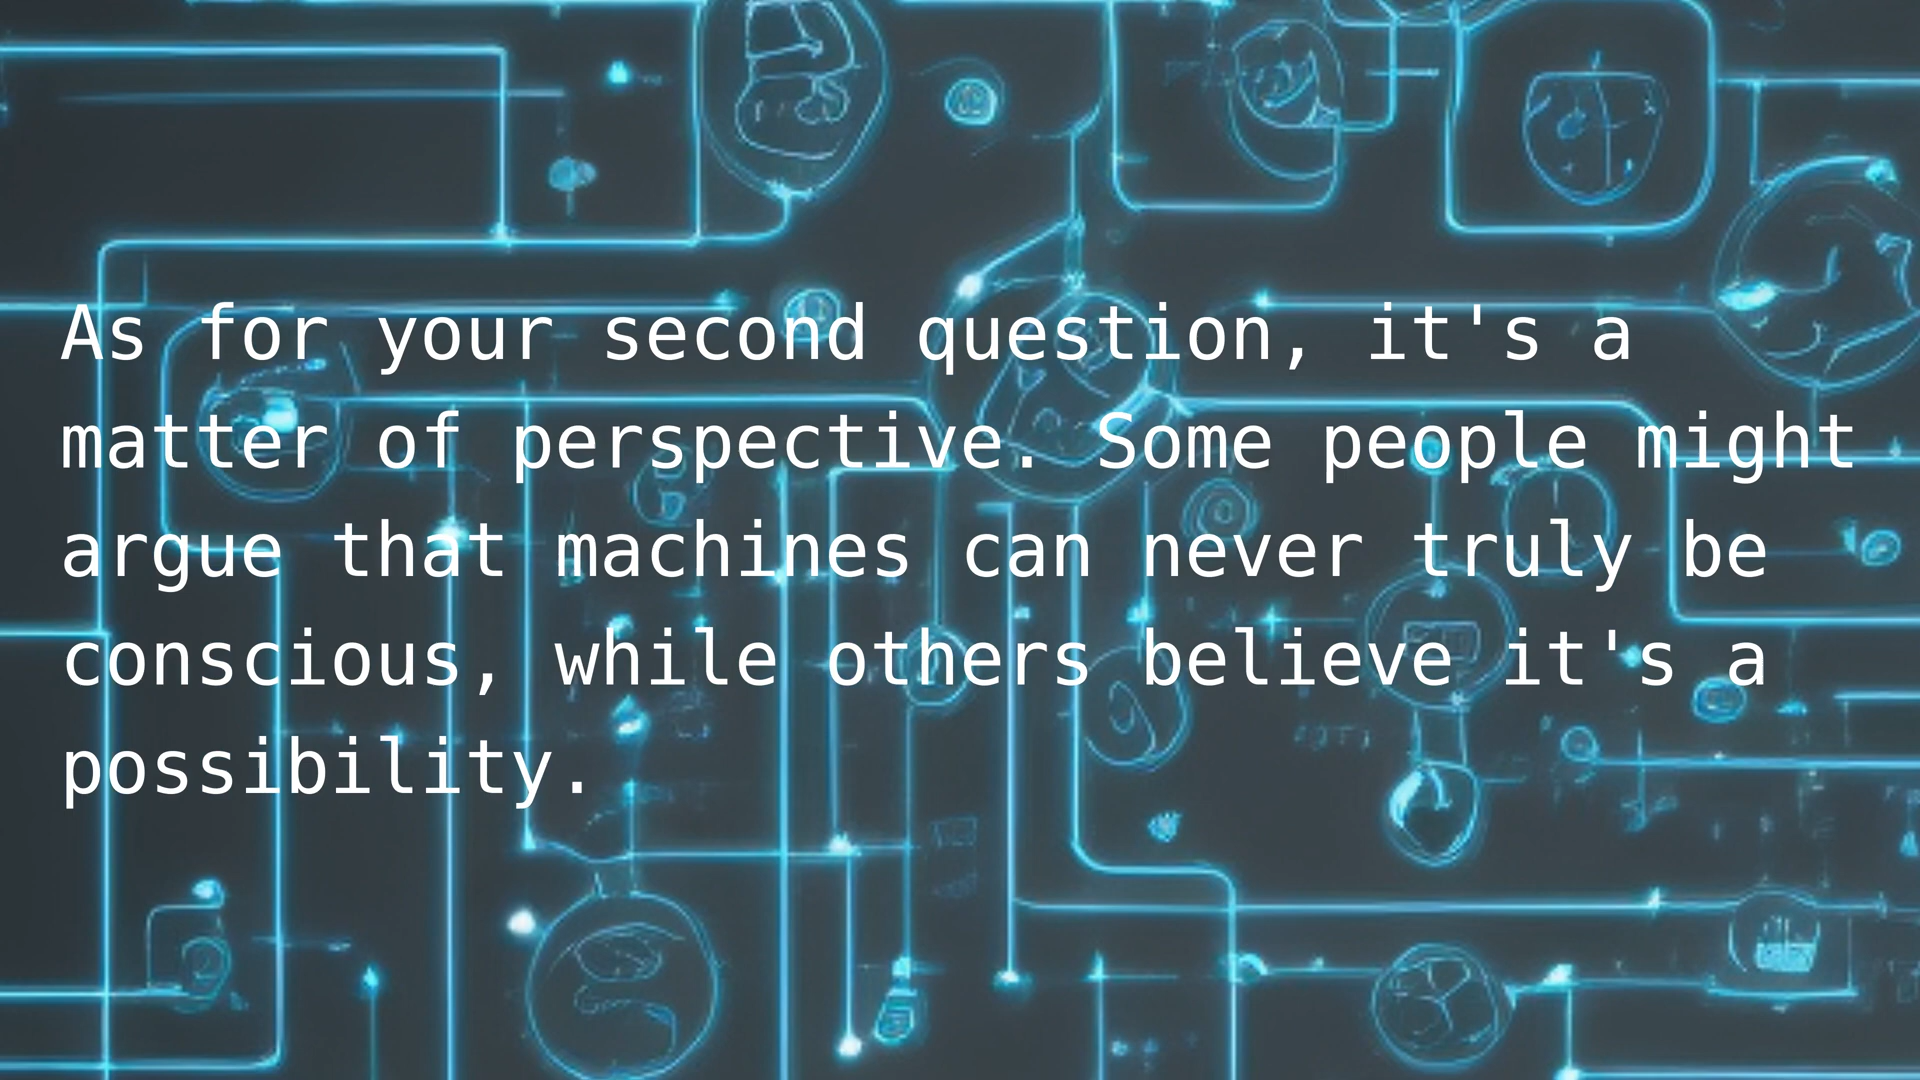 As for your second question, it's a
matter of perspective. Some people might
argue that machines can never truly be
conscious, while others believe it's a
possibility.